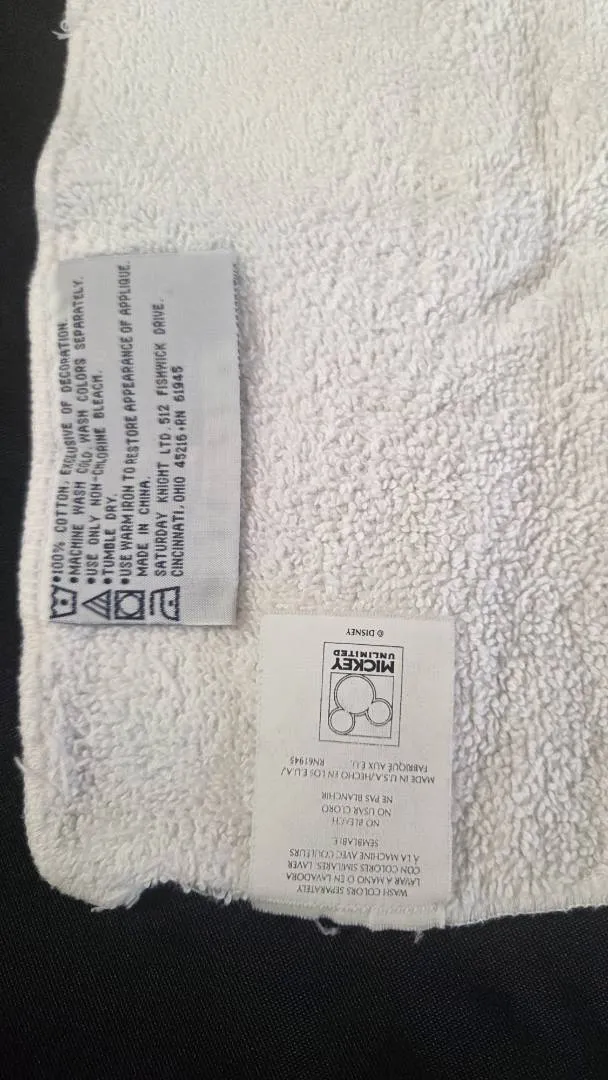 •100% COTTON, EXCLUSIVE OF DECORATION.
•MACHINE WASH COLD. WASH COLORS SEPARATELY.
•USE ONLY NON-CHLORINE BLEACH.
•TUMBLE DRY.
•USE WARM IRON TO RESTORE APPEARANCE OF APPLIQUE.
MADE IN CHINA.
SATURDAY KNIGHT LTD. 512 FISHWICK DRIVE.
CINCINNATI, OHIO 45216•RN 61945
WASH COLORS SEPARATELY
LAVAR A MANO O EN LAVADORA
CON COLORES SIMILARES. LAVER
À LA MACHINE AVEC COULEURS
SEMBLABLE.
NO BLEACH
NO USAR CLORO
NE PAS BLANCHIR
MADE IN U.S.A./HECHO EN LOS E.U.A./
FABRIQUÉ AUX E.U. RN61945
MICKEY
UNLIMITED
© DISNEY